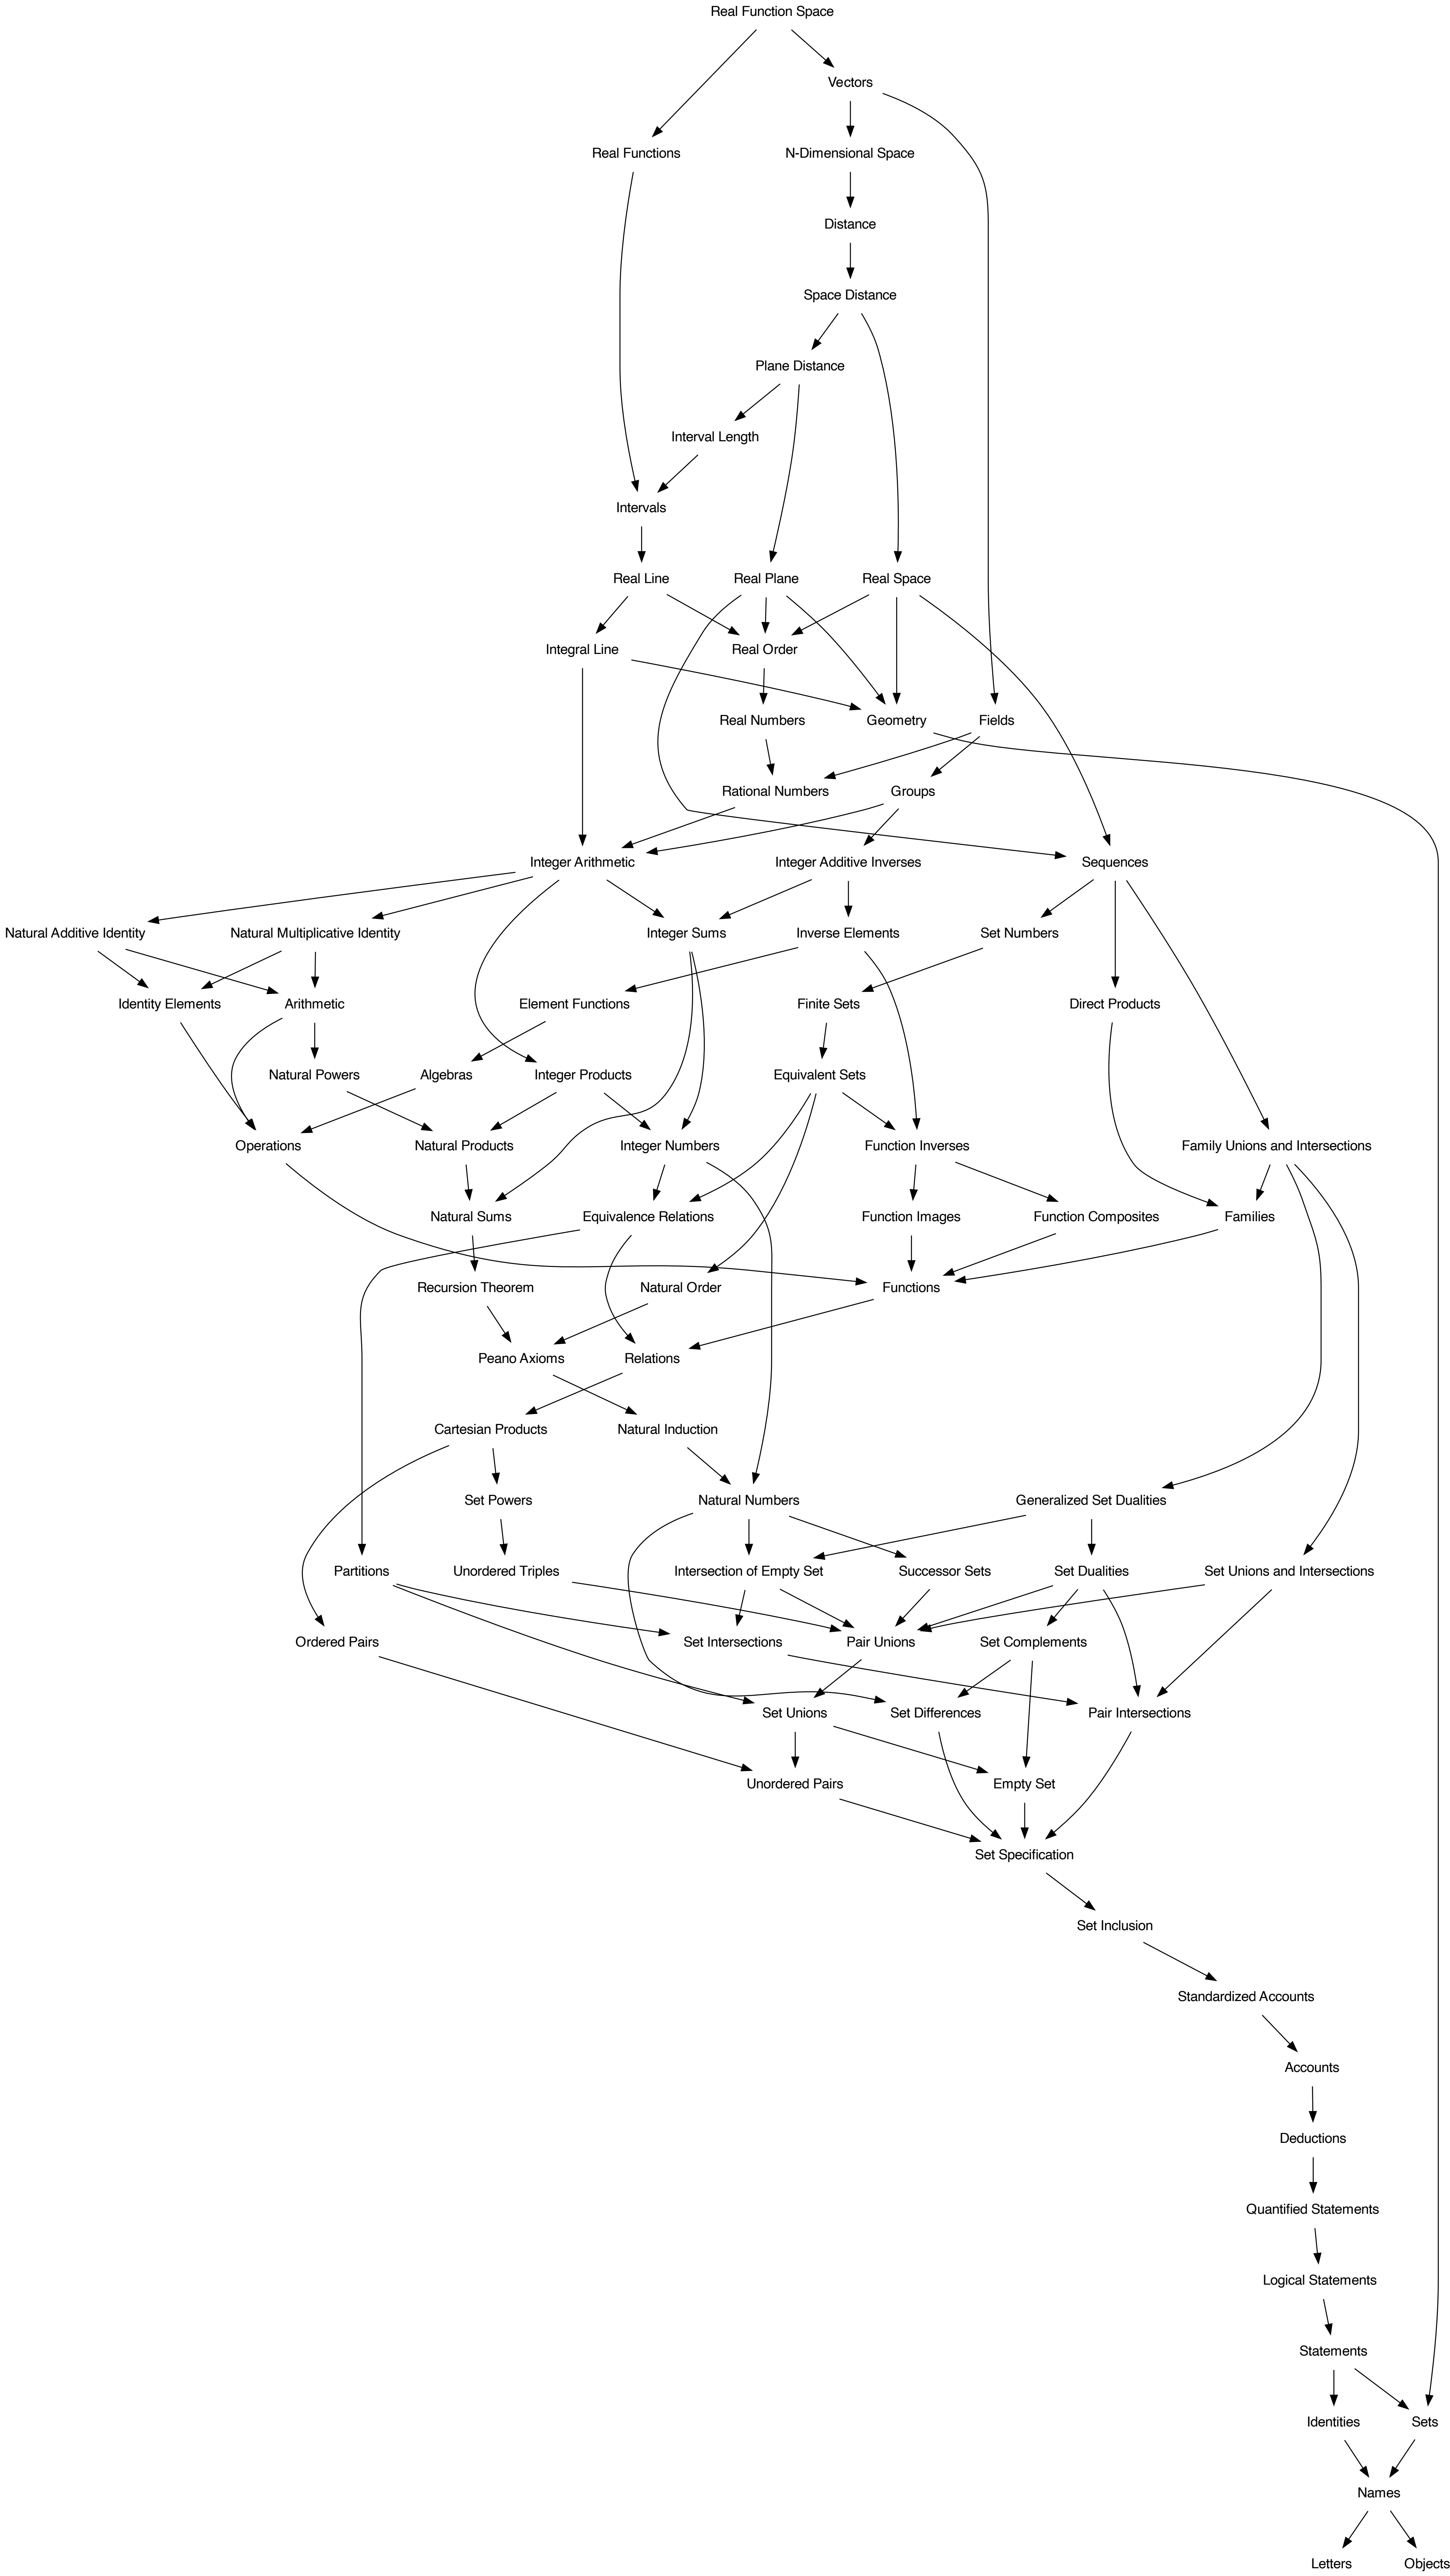 Real Function Space
Vectors
Real Functions
N-Dimensional Space
Distance
Space Distance
Plane Distance
Interval Length
Intervals
Real Line
Real Plane
Real Space
Integral Line
Real Order
Real Numbers
Geometry
Fields
Rational Numbers
Groups
Integer Arithmetic
Integer Additive Inverses
Sequences
Natural Additive Identity
Natural Multiplicative Identity
Integer Sums
Inverse Elements
Set Numbers
Identity Elements
Arithmetic
Element Functions
Finite Sets
Direct Products
Natural Powers
Algebras
Integer Products
Equivalent Sets
Operations
Natural Products
Integer Numbers
Function Inverses
Family Unions and Intersections
Natural Sums
Equivalence Relations
Function Images
Function Composites
Families
Recursion Theorem
Natural Order
Functions
Peano Axioms
Relations
Cartesian Products
Natural Induction
Set Powers
Natural Numbers
Generalized Set Dualities
Partitions
Unordered Triples
Intersection of Empty Set
Successor Sets
Set Dualities
Set Unions and Intersections
Ordered Pairs
Set Intersections
Pair Unions
Set Complements
Set Unions
Set Differences
Pair Intersections
Unordered Pairs
Empty Set
Set Specification
Set Inclusion
Standardized Accounts
Accounts
Deductions
Quantified Statements
Logical Statements
Statements
Identities
Sets
Names
Letters
Objects